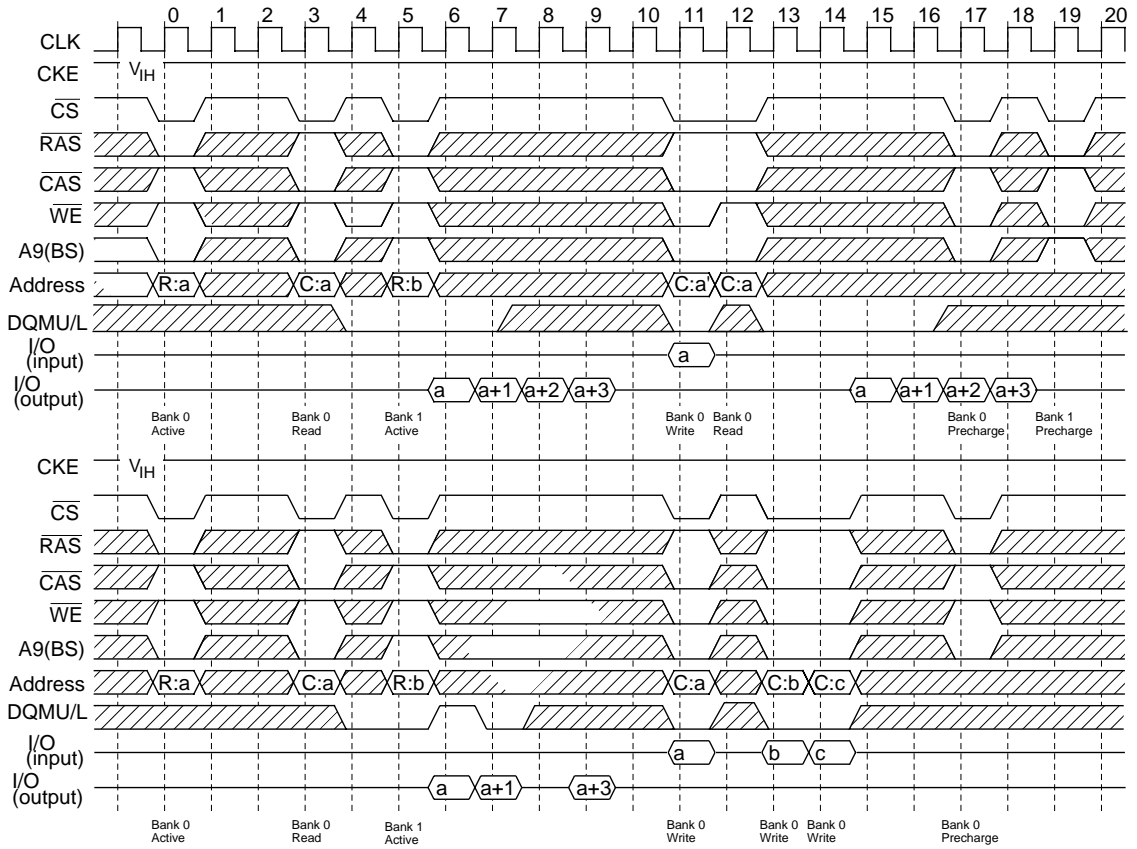 0 1 2 3 4 5 6 7 8 9 10 11 12 13 14 15 16 17 18 19 20
CLK
CKE VIH
CS
RAS
CAS
WE
A9(BS)
Address R:a C:a R:b C:a' C:a
DQMU/L
I/O (input) a
I/O (output) a a+1 a+2 a+3 a a+1 a+2 a+3
Bank 0 Active Bank 0 Read Bank 1 Active Bank 0 Write Bank 0 Read Bank 0 Precharge Bank 1 Precharge
CKE VIH
CS
RAS
CAS
WE
A9(BS)
Address R:a C:a R:b C:a C:b C:c
DQMU/L
I/O (input) a b c
I/O (output) a a+1 a+3
Bank 0 Active Bank 0 Read Bank 1 Active Bank 0 Write Bank 0 Write Bank 0 Write Bank 0 Precharge